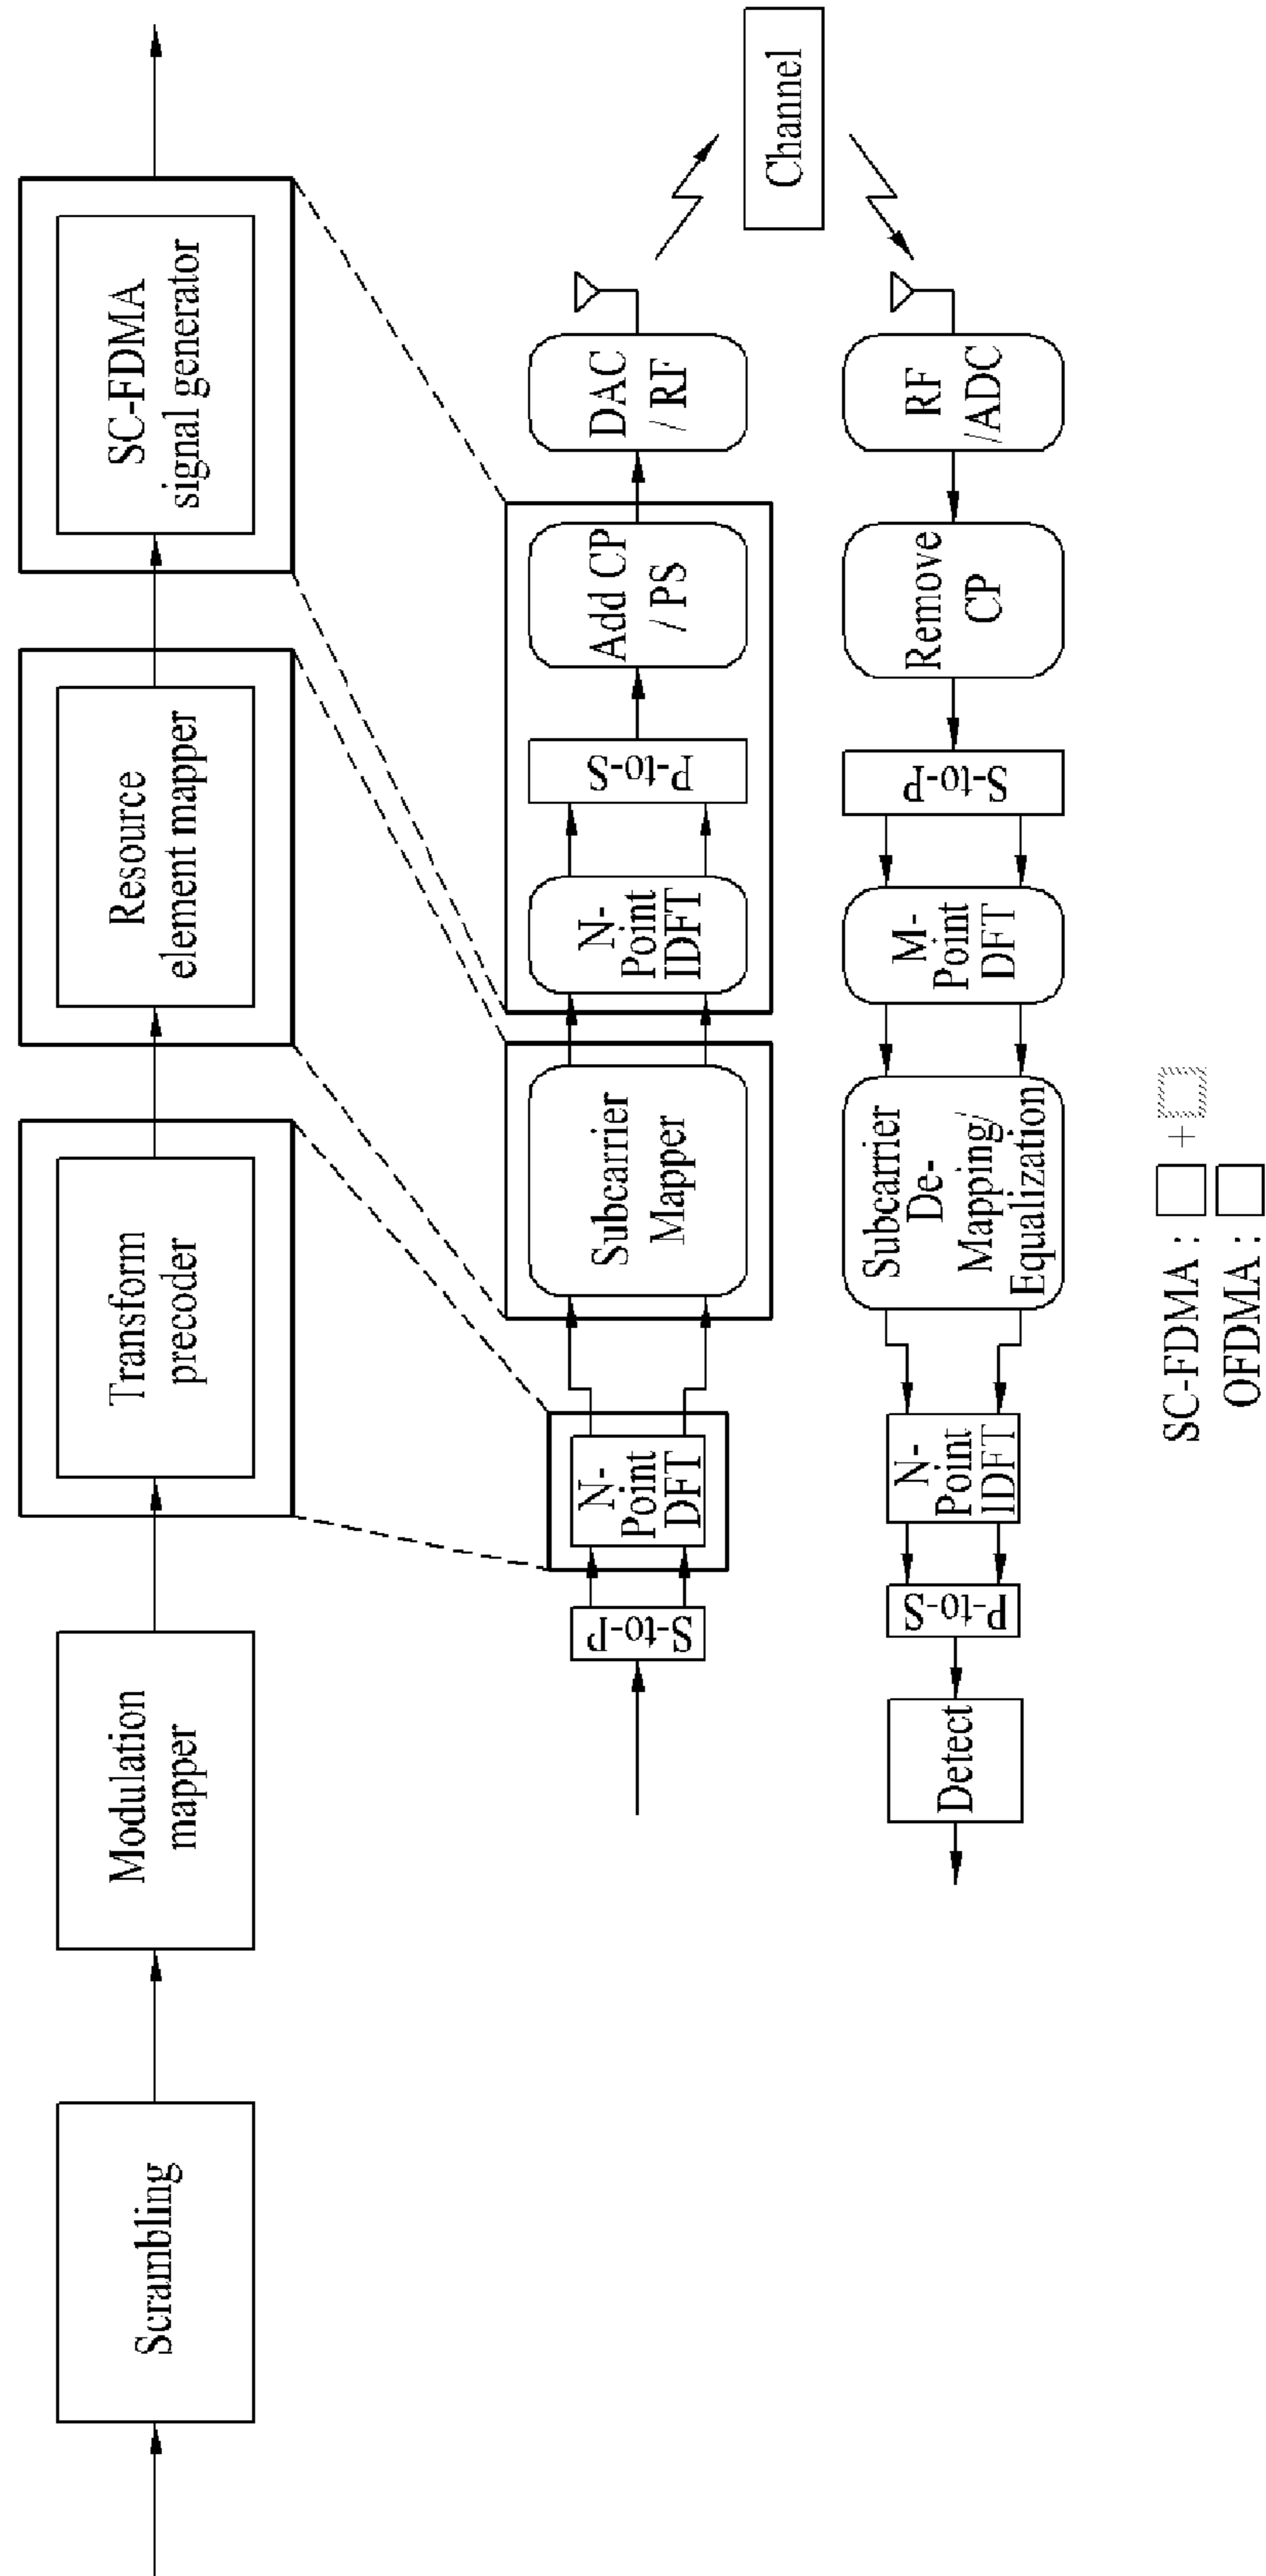 Scrambling
Modulation
mapper
Transform
precoder
Resource
element mapper
SC-FDMA
signal generator
S-to-P
N-
Point
DFT
Subcarrier
Mapper
N-
Point
IDFT
P-to-S
Add CP
/ PS
DAC
/ RF
Channel
Detect
P-to-S
N-
Point
IDFT
Subcarrier
De-
Mapping/
Equalization
M-
Point
DFT
S-to-P
Remove
CP
RF
/ADC
SC-FDMA : +
OFDMA :